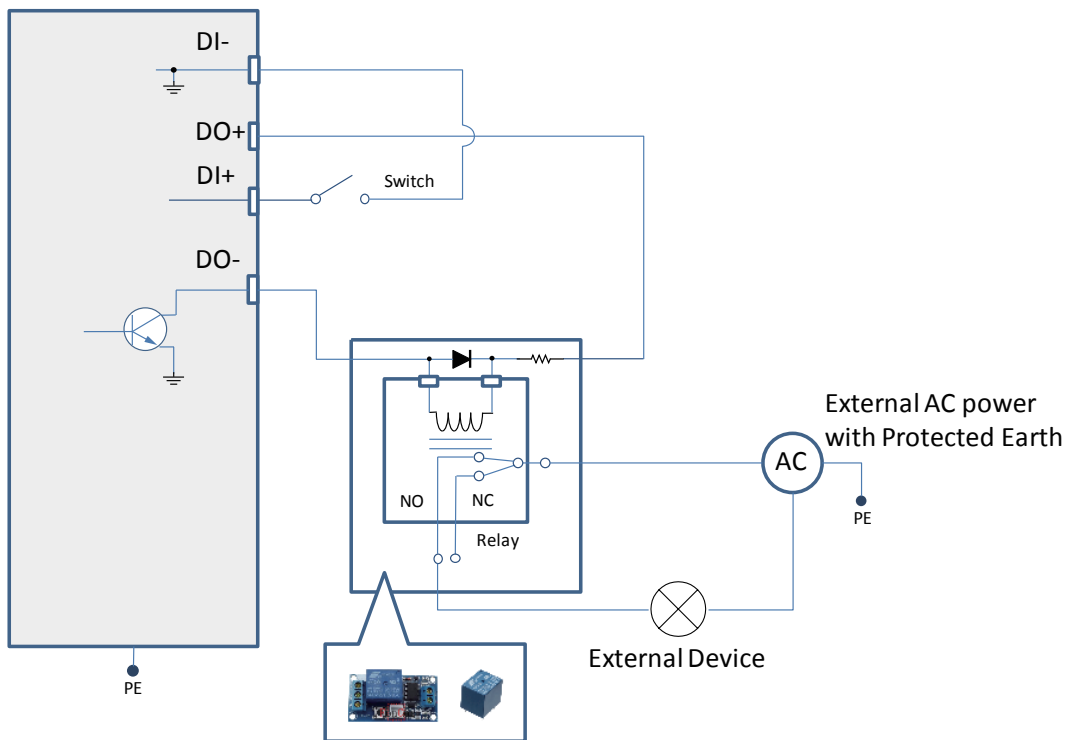 DI-
DO+
DI+
Switch
DO-
External AC power
with Protected Earth
AC
NO
NC
PE
Relay
External Device
PE